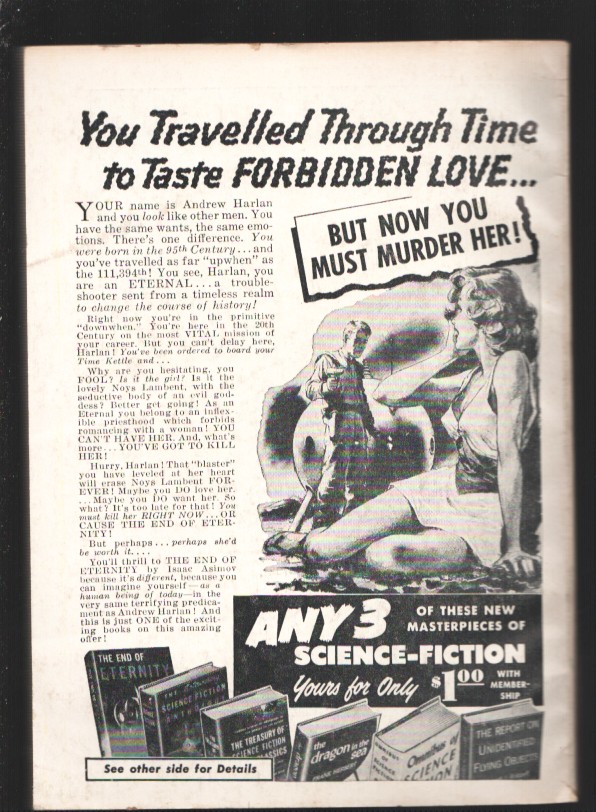 You Travelled Through Time
to Taste FORBIDDEN LOVE...
BUT NOW YOU
MUST MURDER HER!
YOUR name is Andrew Harlan
and you look like other men. You
have the same wants, the same emo-
tions. There's one difference. You
were born in the 95th Century...and
you've travelled as far "upwhen" as
the 111,394th! You see, Harlan, you
are an ETERNAL...a trouble-
shooter sent from a timeless realm
to change the course of history!
Right now you're in the primitive
"downwhen." You're here in the 20th
Century on the most VITAL mission of
your career. But you can't delay here,
Harlan! You've been ordered to board your
Time Kettle and...
Why are you hesitating, you
FOOL? Is it the girl? Is it the
lovely Noys Lambent, with the
seductive body of an evil god-
dess? Better get going! As an
Eternal you belong to an inflex-
ible priesthood which forbids
romancing with a woman! YOU
CAN'T HAVE HER. And, what's
more...YOU'VE GOT TO KILL
HER!
Hurry, Harlan! That "blaster"
you have leveled at her heart
will erase Noys Lambent FOR-
EVER! Maybe you DO love her.
...Maybe you DO want her. So
what? It's too late for that! You
must kill her RIGHT NOW...OR
CAUSE THE END OF ETER-
NITY!
But perhaps...perhaps she'd
be worth it....
You'll thrill to THE END OF
ETERNITY by Isaac Asimov
because it's different, because you
can imagine yourself—as a
human being of today—in the
very same terrifying predica-
ment as Andrew Harlan! And
this is just ONE of the excit-
ing books on this amazing
offer!
ANY 3
OF THESE NEW
MASTERPIECES OF
SCIENCE-FICTION
Yours for Only $1.00
WITH
MEMBER-
SHIP
THE END OF
ETERNITY
SCIENCE FICTION
THE TREASURY OF
SCIENCE FICTION
CLASSICS
the
dragon in the
sea
Omnibus of
SCIENCE
THE REPORT ON
UNIDENTIFIED
FLYING OBJECTS
See other side for Details